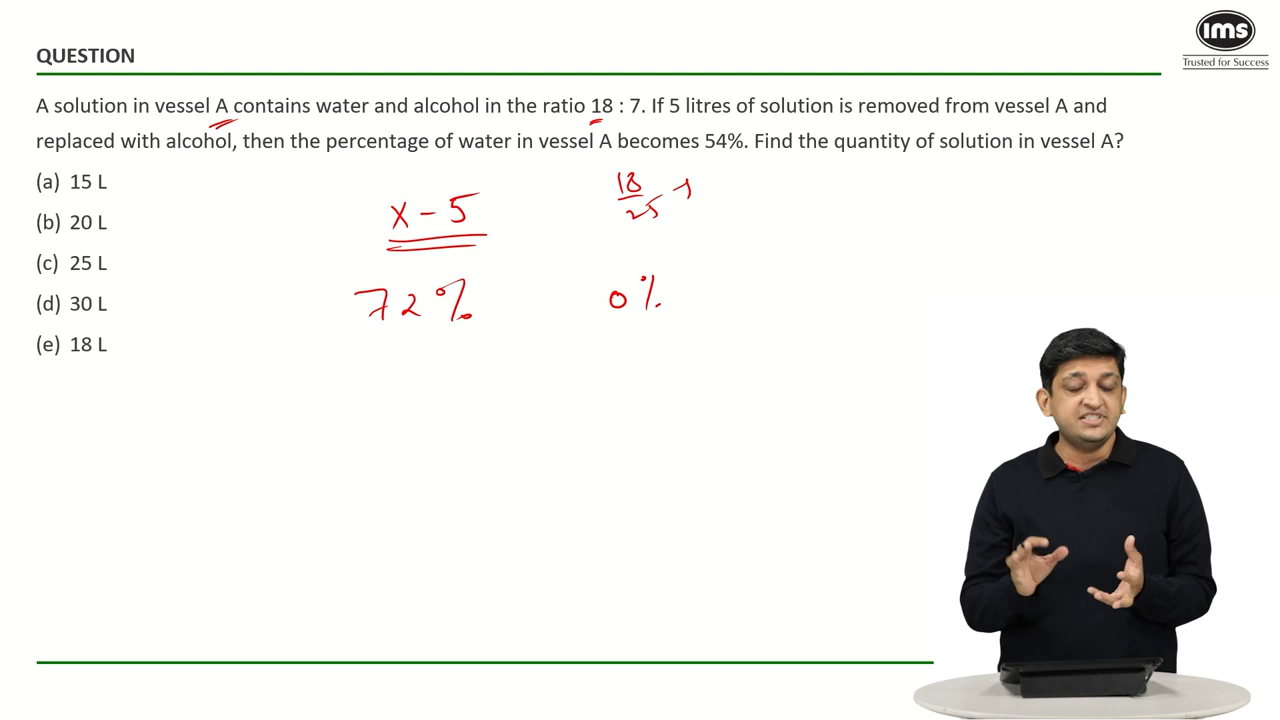 ims
Trusted for Success
QUESTION
A solution in vessel A contains water and alcohol in the ratio 18 : 7. If 5 litres of solution is removed from vessel A and
replaced with alcohol, then the percentage of water in vessel A becomes 54%. Find the quantity of solution in vessel A?
(a) 15 L
(b) 20 L
(c) 25 L
(d) 30 L
(e) 18 L
x - 5
18
25
72%
0%